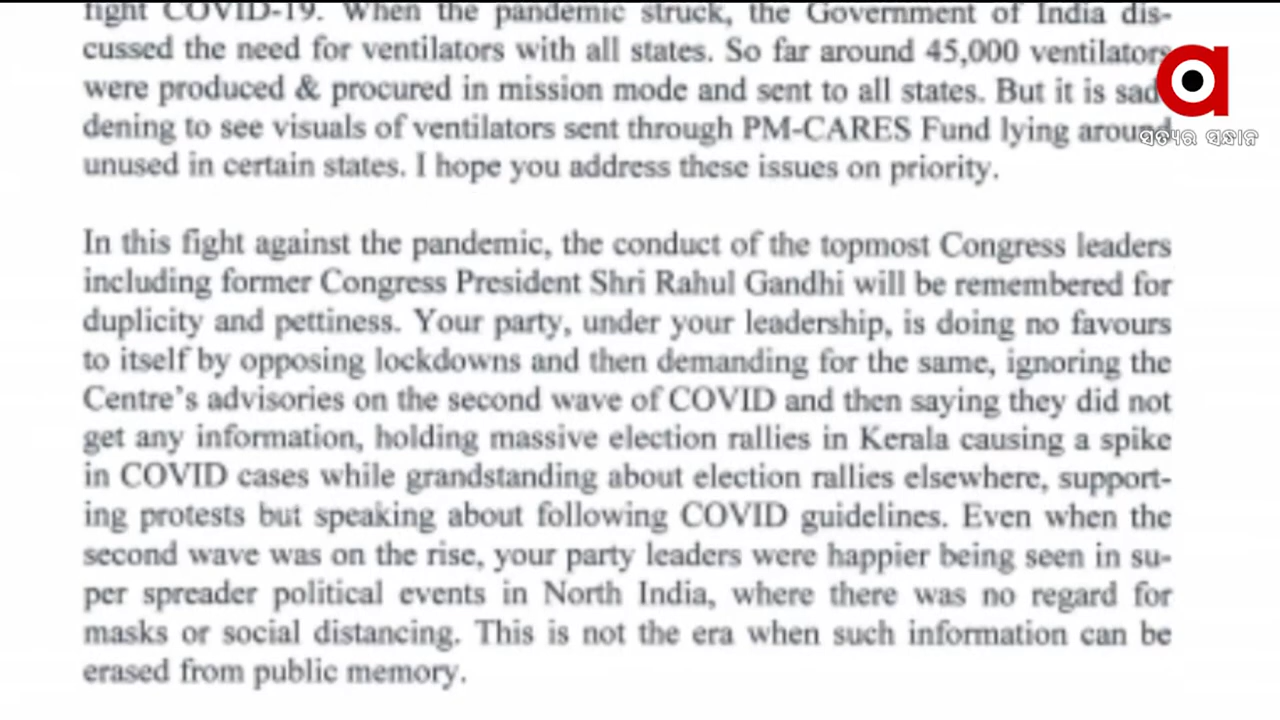 fight COVID-19. When the pandemic struck, the Government of India dis-
cussed the need for ventilators with all states. So far around 45,000 ventilators
were produced & procured in mission mode and sent to all states. But it is sad-
dening to see visuals of ventilators sent through PM-CARES Fund lying around
unused in certain states. I hope you address these issues on priority.
In this fight against the pandemic, the conduct of the topmost Congress leaders
including former Congress President Shri Rahul Gandhi will be remembered for
duplicity and pettiness. Your party, under your leadership, is doing no favours
to itself by opposing lockdowns and then demanding for the same, ignoring the
Centre's advisories on the second wave of COVID and then saying they did not
get any information, holding massive election rallies in Kerala causing a spike
in COVID cases while grandstanding about election rallies elsewhere, support-
ing protests but speaking about following COVID guidelines. Even when the
second wave was on the rise, your party leaders were happier being seen in su-
per spreader political events in North India, where there was no regard for
masks or social distancing. This is not the era when such information can be
erased from public memory.
a
ସତ୍ୟର ସନ୍ଧାନ